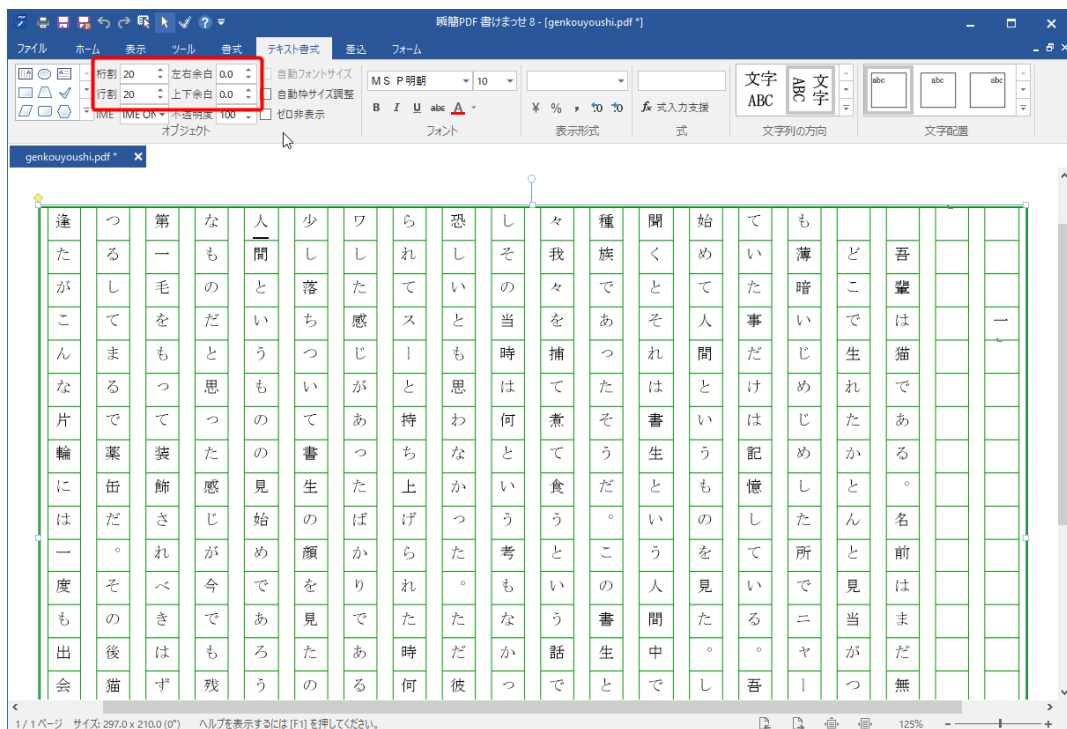 瞬簡PDF 書けまっせ 8 - [genkouyoushi.pdf *]
ファイル ホーム 表示 ツール 書式 テキスト書式 差込 フォーム
桁割 20 左右余白 0.0 自動フォントサイズ
行割 20 上下余白 0.0 自動枠サイズ調整
IME IME ON 不透明度 100 ゼロ非表示
オブジェクト
MS P明朝 10
B I U abc A
フォント
¥ % , .0 .0
表示形式
fx 式入力支援
式
文字 ABC 文字 ABC
文字列の方向
abc abc abc
文字配置
genkouyoushi.pdf *
一
吾輩は猫である。名前はまだ無
どこで生れたかとんと見当がつ
も薄暗いじめじめした所でニャー
ていた事だけは記憶している。吾
始めて人間というものを見た。し
聞くとそれは書生という人間中で
種族であったそうだ。この書生と
々我々を捕て煮て食うという話で
しその当時は何という考もなかっ
恐しいとも思わなかった。ただ彼
られてスーと持ち上げられた時何
ワした感じがあったばかりである
少し落ちついて書生の顔を見たの
人間というものの見始めであろう
なものだと思った感じが今でも残
第一毛をもって装飾されべきはず
つるしてまるで薬缶だ。その後猫
逢たがこんな片輪には一度も出会
1 / 1 ページ サイズ: 297.0 x 210.0 (0°) ヘルプを表示するには [F1] を押してください。 125%